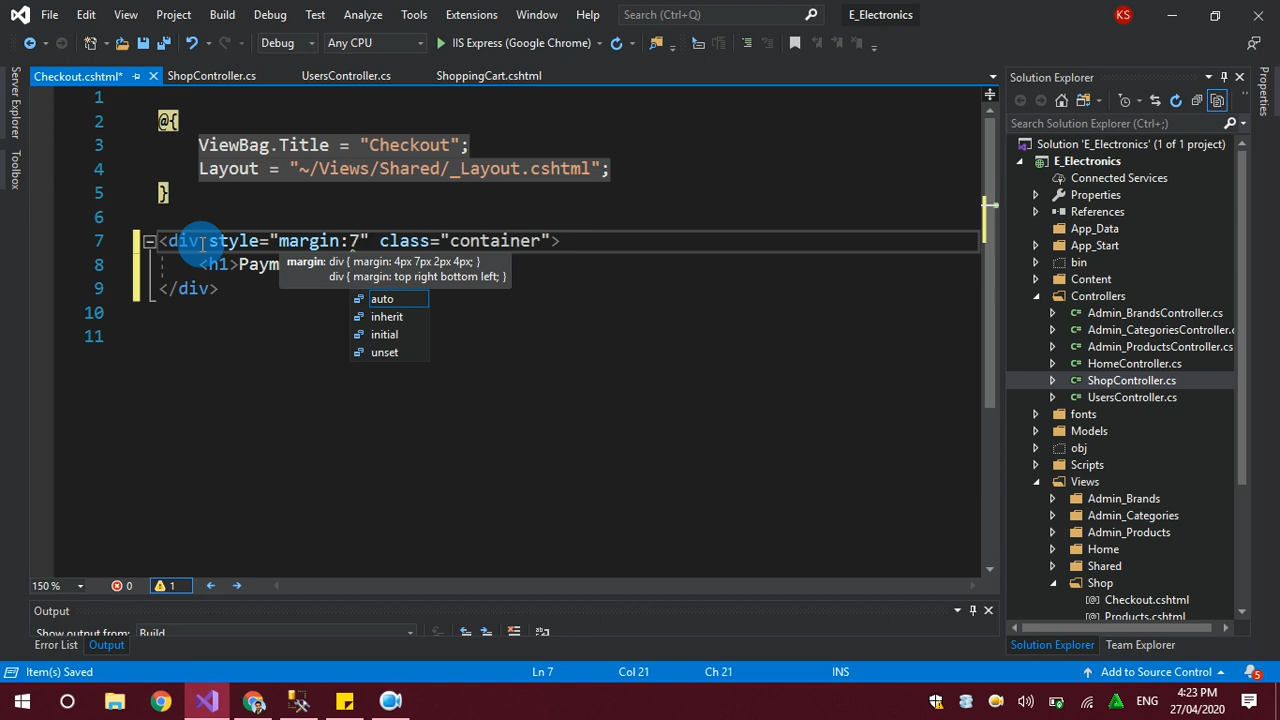 File Edit View Project Build Debug Test Analyze Tools Extensions Window Help Search (Ctrl+Q) E_Electronics KS
Debug Any CPU IIS Express (Google Chrome)
Server Explorer
Toolbox
Checkout.cshtml* ShopController.cs UsersController.cs ShoppingCart.cshtml
1
2 @{
3 ViewBag.Title = "Checkout";
4 Layout = "~/Views/Shared/_Layout.cshtml";
5 }
6
7 <div style="margin:7" class="container">
8 <h1>Paym
9 </div>
10
11
margin: div { margin: 4px 7px 2px 4px; }
div { margin: top right bottom left; }
auto
inherit
initial
unset
150 % 0 1
Output
Show output from: Build
Error List Output
Solution Explorer
Search Solution Explorer (Ctrl+;)
Solution 'E_Electronics' (1 of 1 project)
E_Electronics
Connected Services
Properties
References
App_Data
App_Start
bin
Content
Controllers
C# Admin_BrandsController.cs
C# Admin_CategoriesController.c
C# Admin_ProductsController.cs
C# HomeController.cs
C# ShopController.cs
C# UsersController.cs
fonts
Models
obj
Scripts
Views
Admin_Brands
Admin_Categories
Admin_Products
Home
Shared
Shop
[@] Checkout.cshtml
[@] Products.cshtml
Solution Explorer Team Explorer
Properties
Item(s) Saved Ln 7 Col 21 Ch 21 INS Add to Source Control 5
ENG 4:23 PM
27/04/2020